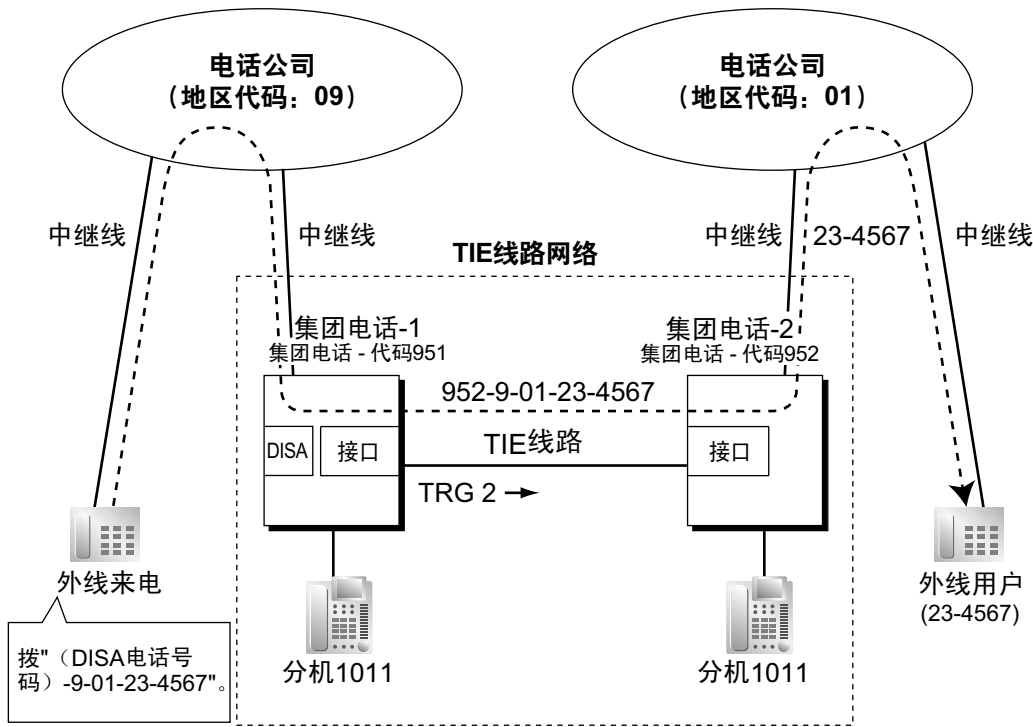 电话公司
（地区代码：09）
电话公司
（地区代码：01）
中继线
中继线
中继线
23-4567
中继线
TIE线路网络
集团电话-1
集团电话 - 代码951
集团电话-2
集团电话 - 代码952
952-9-01-23-4567
DISA
接口
TIE线路
接口
TRG 2
外线来电
外线用户
(23-4567)
拨"（DISA电话号
码）-9-01-23-4567"。
分机1011
分机1011